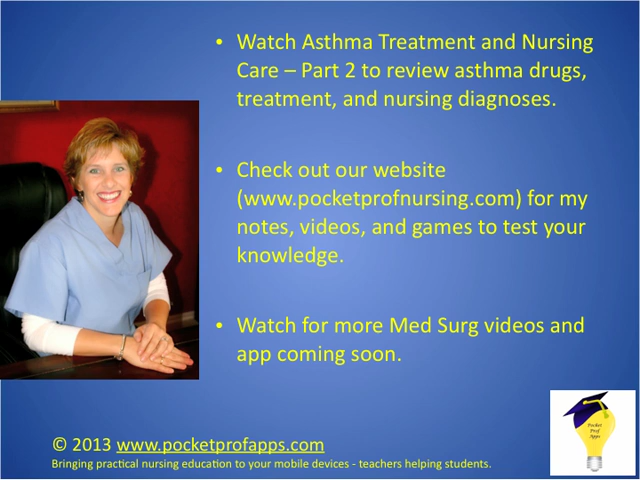 • Watch Asthma Treatment and Nursing
Care – Part 2 to review asthma drugs,
treatment, and nursing diagnoses.
• Check out our website
(www.pocketprofnursing.com) for my
notes, videos, and games to test your
knowledge.
• Watch for more Med Surg videos and
app coming soon.
Pocket
Prof
Apps
© 2013 www.pocketprofapps.com
Bringing practical nursing education to your mobile devices - teachers helping students.